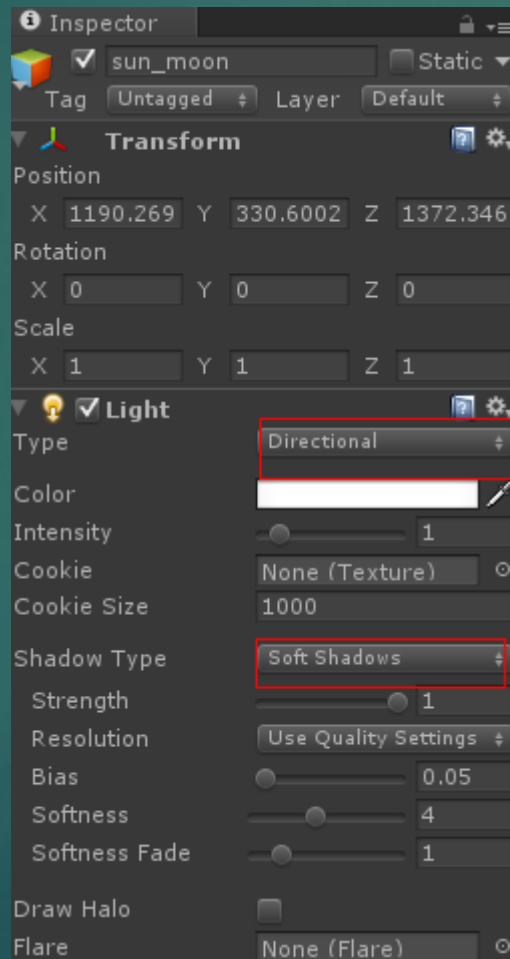 Inspector
sun_moon Static
Tag Untagged Layer Default
Transform
Position
X 1190.269 Y 330.6002 Z 1372.346
Rotation
X 0 Y 0 Z 0
Scale
X 1 Y 1 Z 1
Light
Type Directional
Color
Intensity 1
Cookie None (Texture)
Cookie Size 1000
Shadow Type Soft Shadows
Strength 1
Resolution Use Quality Settings
Bias 0.05
Softness 4
Softness Fade 1
Draw Halo
Flare None (Flare)